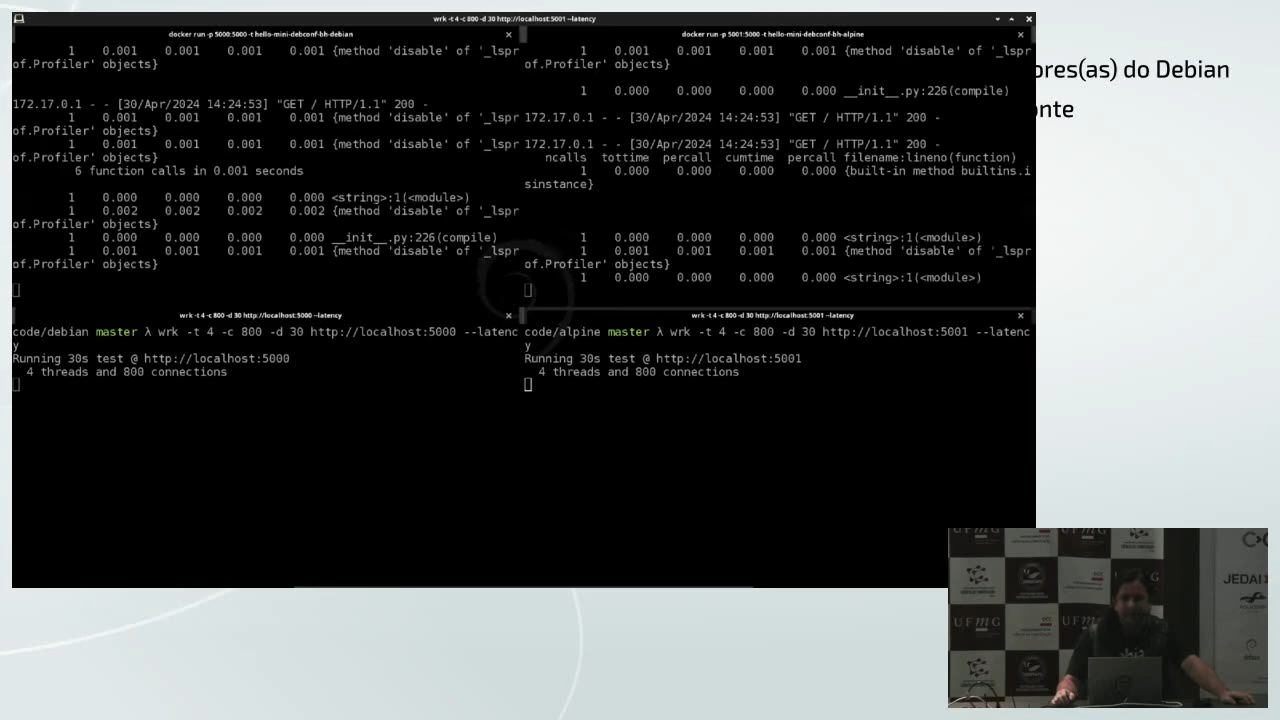 wrk -t 4 -c 800 -d 30 http://localhost:5001 --latency
docker run -p 5000:5000 -t hello-mini-debconf-bh-debian
1 0.001 0.001 0.001 0.001 {method 'disable' of '_lspr
of.Profiler' objects}
172.17.0.1 - - [30/Apr/2024 14:24:53] "GET / HTTP/1.1" 200 -
1 0.001 0.001 0.001 0.001 {method 'disable' of '_lspr
of.Profiler' objects}
1 0.001 0.001 0.001 0.001 {method 'disable' of '_lspr
of.Profiler' objects}
6 function calls in 0.001 seconds
1 0.000 0.000 0.000 0.000 <string>:1(<module>)
1 0.002 0.002 0.002 0.002 {method 'disable' of '_lspr
of.Profiler' objects}
1 0.000 0.000 0.000 0.000 __init__.py:226(compile)
1 0.001 0.001 0.001 0.001 {method 'disable' of '_lspr
of.Profiler' objects}
docker run -p 5001:5000 -t hello-mini-debconf-bh-alpine
1 0.001 0.001 0.001 0.001 {method 'disable' of '_lspr
of.Profiler' objects}
1 0.000 0.000 0.000 0.000 __init__.py:226(compile)
172.17.0.1 - - [30/Apr/2024 14:24:53] "GET / HTTP/1.1" 200 -
172.17.0.1 - - [30/Apr/2024 14:24:53] "GET / HTTP/1.1" 200 -
ncalls tottime percall cumtime percall filename:lineno(function)
1 0.000 0.000 0.000 0.000 {built-in method builtins.i
sinstance}
1 0.000 0.000 0.000 0.000 <string>:1(<module>)
1 0.001 0.001 0.001 0.001 {method 'disable' of '_lspr
of.Profiler' objects}
1 0.000 0.000 0.000 0.000 <string>:1(<module>)
wrk -t 4 -c 800 -d 30 http://localhost:5000 --latency
code/debian master λ wrk -t 4 -c 800 -d 30 http://localhost:5000 --latenc
y
Running 30s test @ http://localhost:5000
4 threads and 800 connections
wrk -t 4 -c 800 -d 30 http://localhost:5001 --latency
code/alpine master λ wrk -t 4 -c 800 -d 30 http://localhost:5001 --latenc
y
Running 30s test @ http://localhost:5001
4 threads and 800 connections
ores(as) do Debian
onte
UFMG
JEDAI